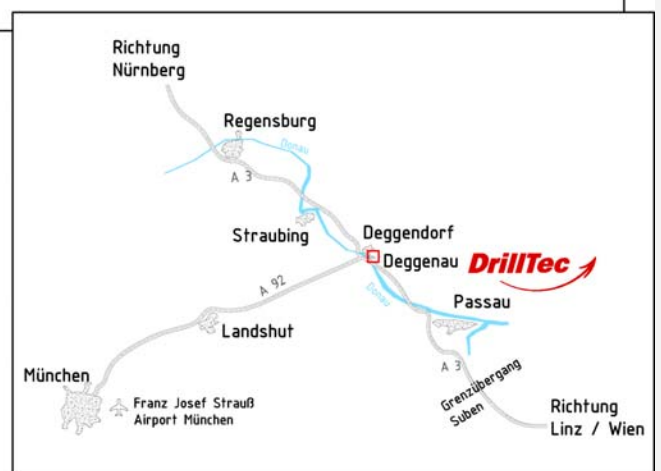 Richtung
Nürnberg
Regensburg
Donau
A 3
Straubing
Deggendorf
Deggenau
DrillTec
A 92
Donau
Passau
Landshut
München
A 3
Franz Josef Strauß
Airport München
Grenzübergang
Suben
Richtung
Linz / Wien